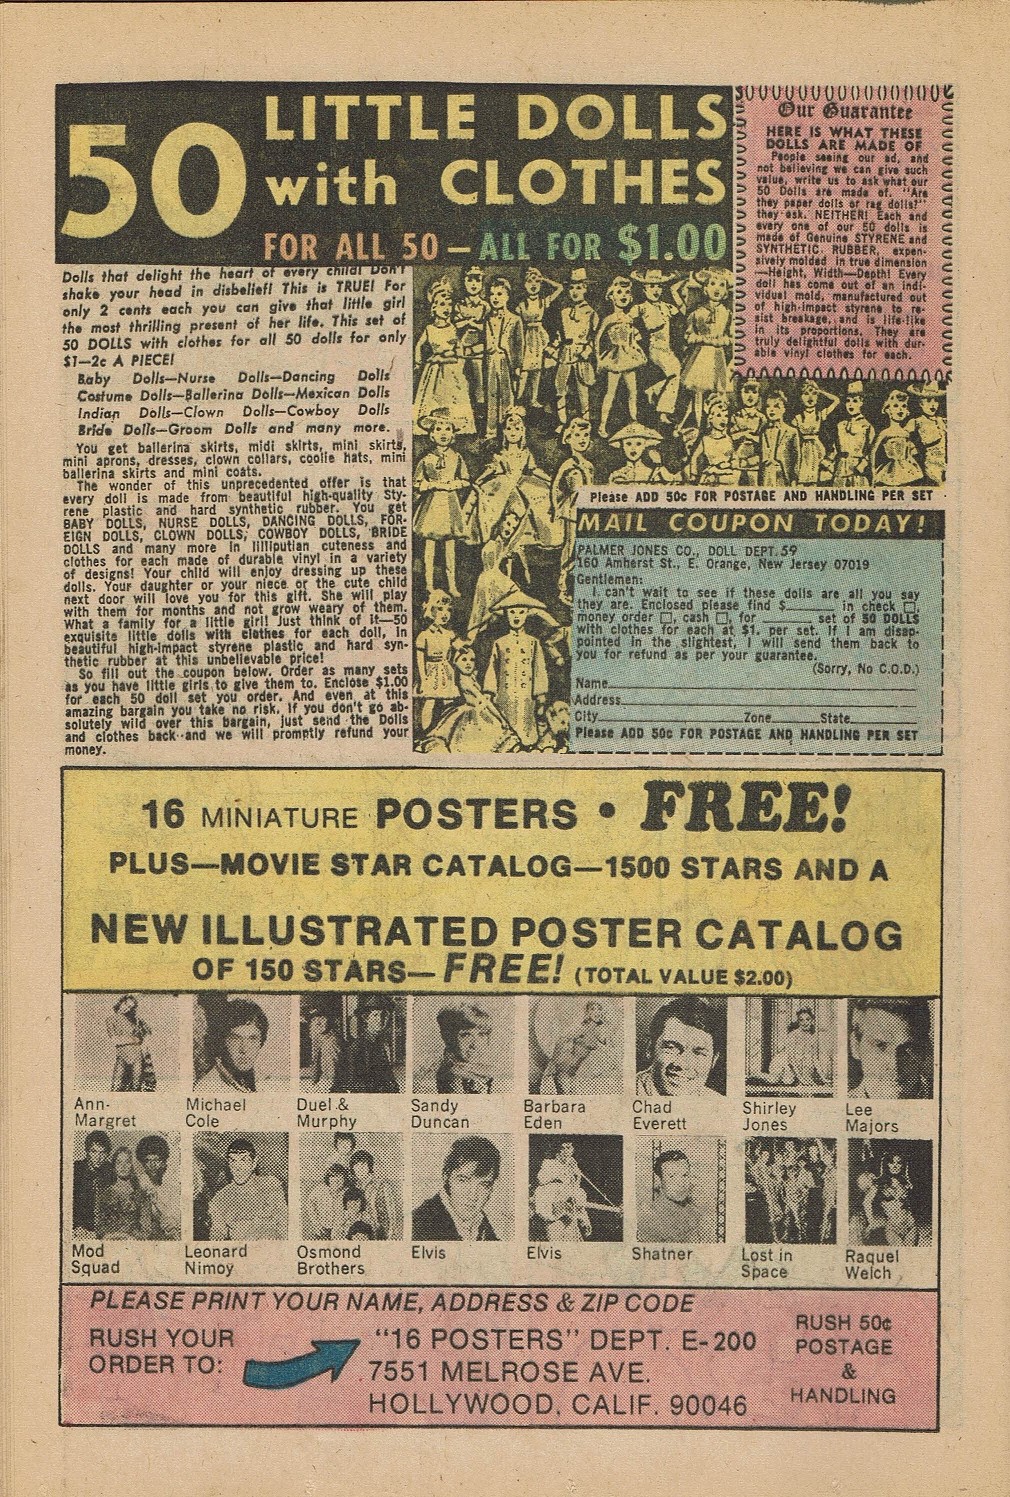 50
LITTLE DOLLS
with CLOTHES
FOR ALL 50 — ALL FOR $1.00
Our Guarantee
HERE IS WHAT THESE
DOLLS ARE MADE OF
People seeing our ad, and
not believing we can give such
value, write us to ask what our
50 Dolls are made of. "Are
they paper dolls or rag dolls?"
they ask. NEITHER! Each and
every one of our 50 dolls is
made of Genuine STYRENE and
SYNTHETIC RUBBER, expen-
sively molded in true dimension
—Height, Width—Depth! Every
doll has come out of an indi-
vidual mold, manufactured out
of high-impact styrene to re-
sist breakage, and is life-like
in its proportions. They are
truly delightful dolls with dur-
able vinyl clothes for each.
Dolls that delight the heart of every child! Don't
shake your head in disbelief! This is TRUE! For
only 2 cents each you can give that little girl
the most thrilling present of her life. This set of
50 DOLLS with clothes for all 50 dolls for only
$1—2c A PIECE!
Baby Dolls—Nurse Dolls—Dancing Dolls
Costume Dolls—Ballerina Dolls—Mexican Dolls
Indian Dolls—Clown Dolls—Cowboy Dolls
Bride Dolls—Groom Dolls and many more.
You get ballerina skirts, midi skirts, mini skirts,
mini aprons, dresses, clown collars, coolie hats, mini
ballerina skirts and mini coats.
The wonder of this unprecedented offer is that
every doll is made from beautiful high-quality Sty-
rene plastic and hard synthetic rubber. You get
BABY DOLLS, NURSE DOLLS, DANCING DOLLS, FOR-
EIGN DOLLS, CLOWN DOLLS, COWBOY DOLLS, BRIDE
DOLLS and many more in lilliputian cuteness and
clothes for each made of durable vinyl in a variety
of designs! Your child will enjoy dressing up these
dolls. Your daughter or your niece or the cute child
next door will love you for this gift. She will play
with them for months and not grow weary of them.
What a family for a little girl! Just think of it—50
exquisite little dolls with clothes for each doll, in
beautiful high-impact styrene plastic and hard syn-
thetic rubber at this unbelievable price!
So fill out the coupon below. Order as many sets
as you have little girls to give them to. Enclose $1.00
for each 50 doll set you order. And even at this
amazing bargain you take no risk. If you don't go ab-
solutely wild over this bargain, just send the Dolls
and clothes back--and we will promptly refund your
money.
Please ADD 50c FOR POSTAGE AND HANDLING PER SET
MAIL COUPON TODAY!
PALMER JONES CO., DOLL DEPT. 59
160 Amherst St., E. Orange, New Jersey 07019
Gentlemen:
I can't wait to see if these dolls are all you say
they are. Enclosed please find $______ in check □,
money order □, cash □, for ______ set of 50 DOLLS
with clothes for each at $1. per set. If I am disap-
pointed in the slightest, I will send them back to
you for refund as per your guarantee.
(Sorry, No C.O.D.)
Name
Address
City Zone State
Please ADD 50c FOR POSTAGE AND HANDLING PER SET
16 MINIATURE POSTERS • FREE!
PLUS—MOVIE STAR CATALOG—1500 STARS AND A
NEW ILLUSTRATED POSTER CATALOG
OF 150 STARS—FREE! (TOTAL VALUE $2.00)
Ann-
Margret
Michael
Cole
Duel &
Murphy
Sandy
Duncan
Barbara
Eden
Chad
Everett
Shirley
Jones
Lee
Majors
Mod
Squad
Leonard
Nimoy
Osmond
Brothers
Elvis
Elvis
Shatner
Lost in
Space
Raquel
Welch
PLEASE PRINT YOUR NAME, ADDRESS & ZIP CODE
RUSH YOUR
ORDER TO:
"16 POSTERS" DEPT. E-200
7551 MELROSE AVE.
HOLLYWOOD, CALIF. 90046
RUSH 50¢
POSTAGE
&
HANDLING